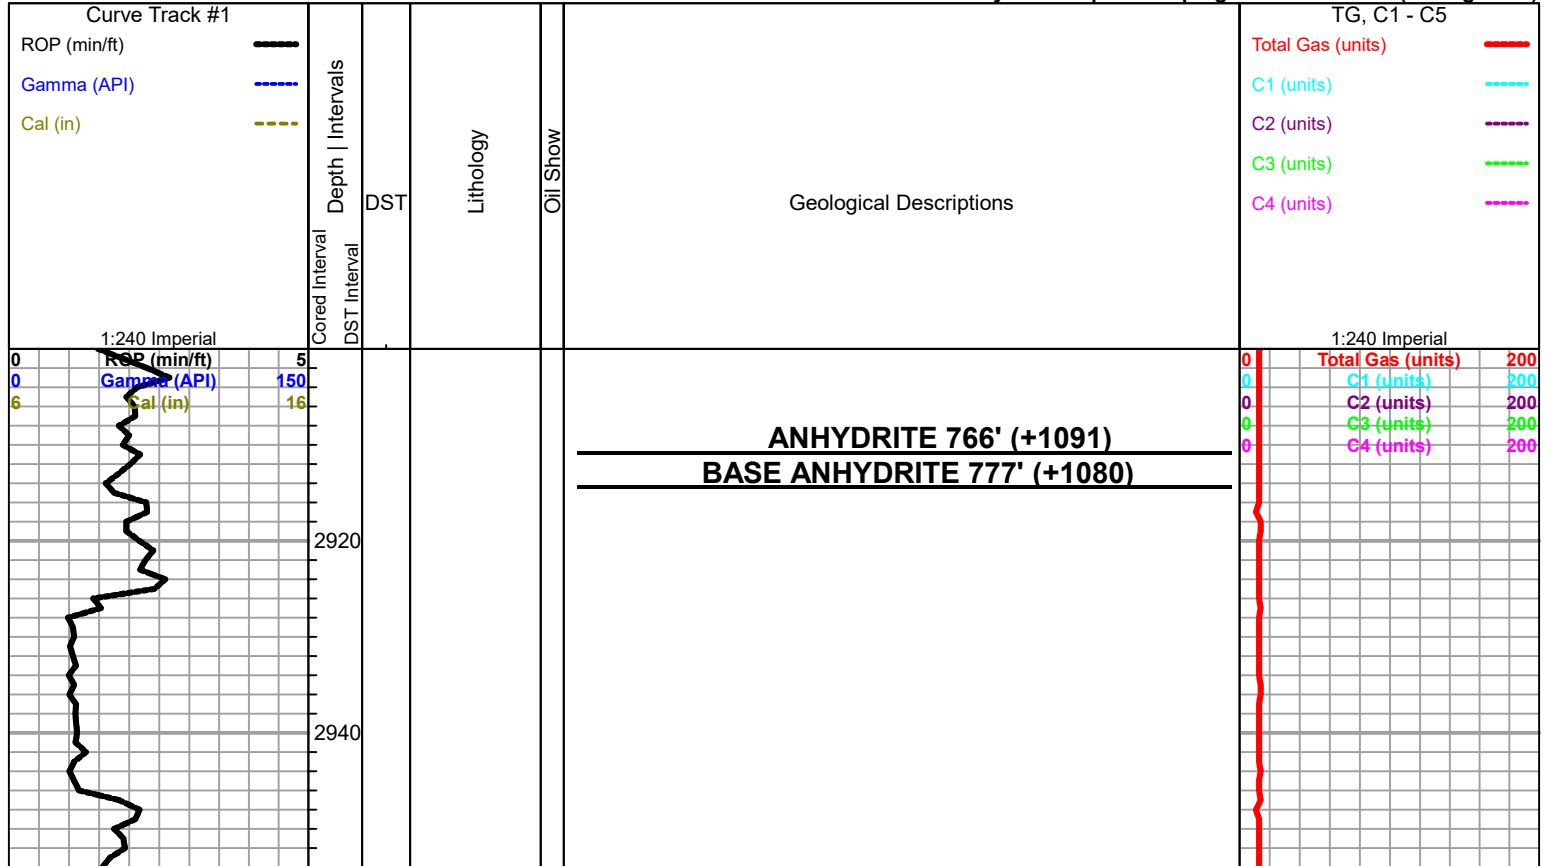 Curve Track #1
ROP (min/ft)
Gamma (API)
Cal (in)
1:240 Imperial
Cored Interval
Depth | Intervals
DST Interval
DST
Lithology
Oil Show
Geological Descriptions
TG, C1 - C5
Total Gas (units)
C1 (units)
C2 (units)
C3 (units)
C4 (units)
1:240 Imperial
0 ROP (min/ft) 5
0 Gamma (API) 150
6 Cal (in) 16
0 Total Gas (units) 200
0 C1 (units) 200
0 C2 (units) 200
0 C3 (units) 200
0 C4 (units) 200
ANHYDRITE 766' (+1091)
BASE ANHYDRITE 777' (+1080)
2920
2940